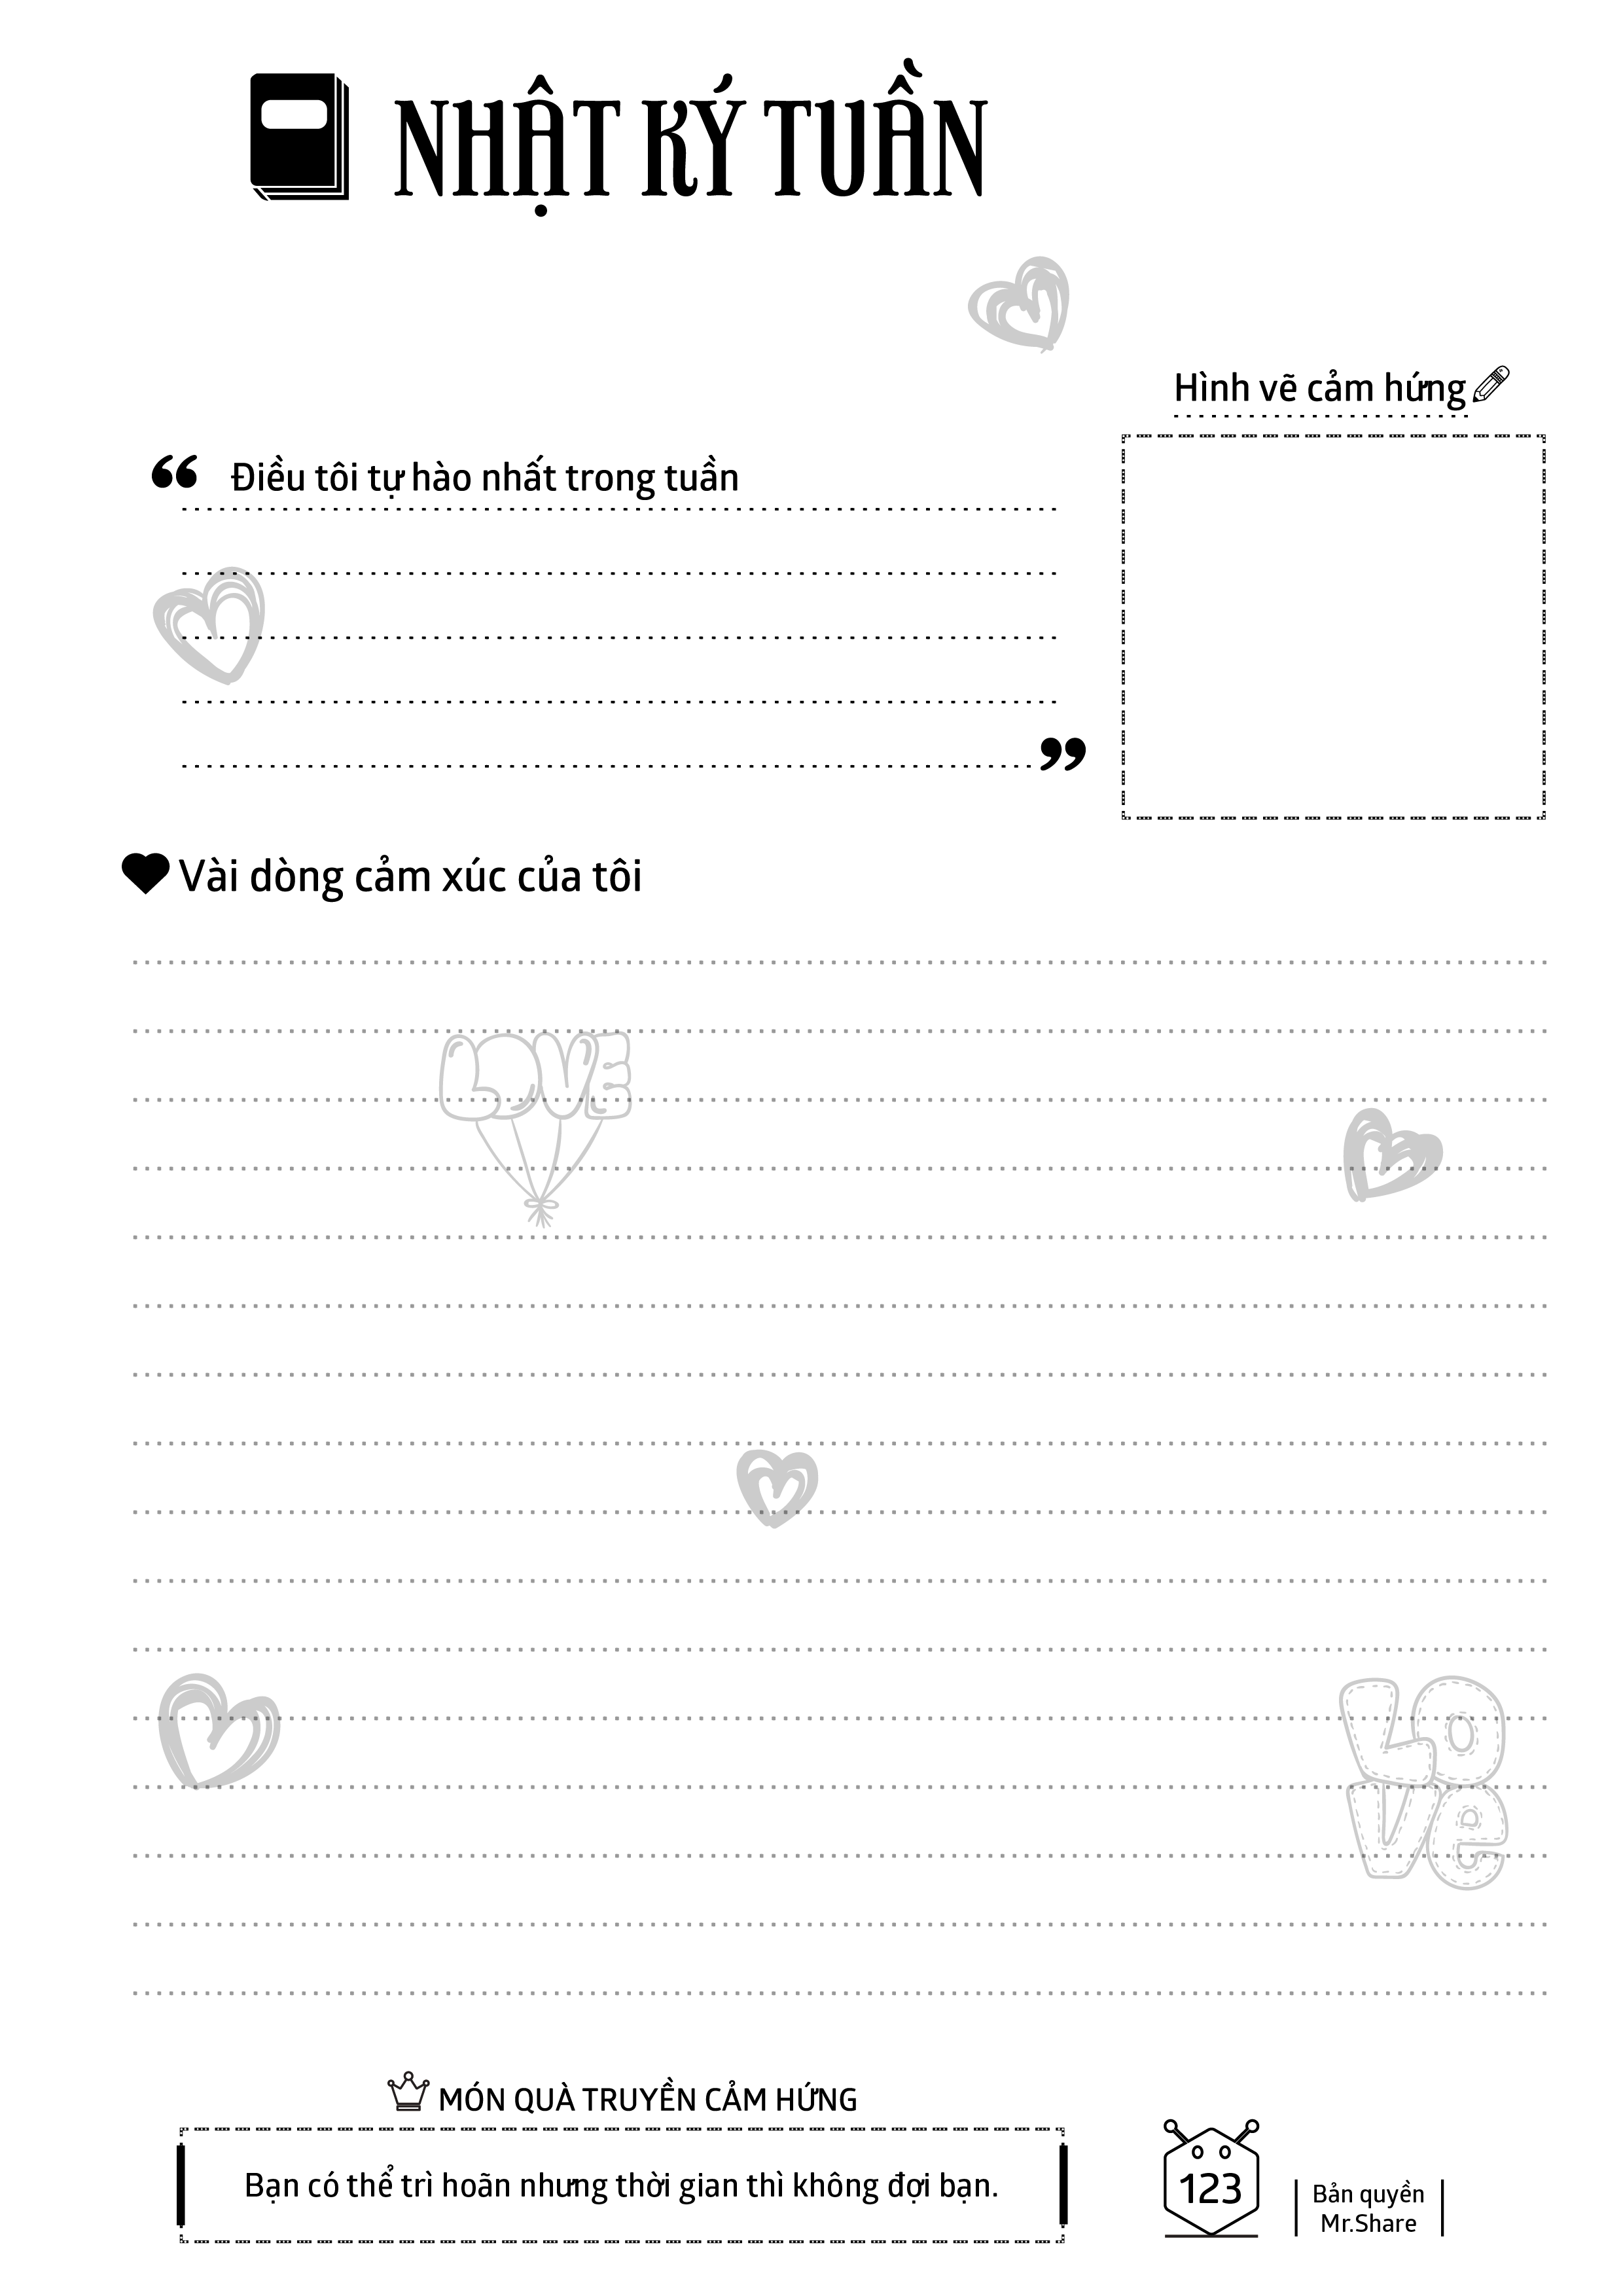 NHẬT KÝ TUẦN
Hình vẽ cảm hứng
Điều tôi tự hào nhất trong tuần
Vài dòng cảm xúc của tôi
LOVE
LO
Ve
MÓN QUÀ TRUYỀN CẢM HỨNG
Bạn có thể trì hoãn nhưng thời gian thì không đợi bạn.
123
Bản quyền
Mr.Share